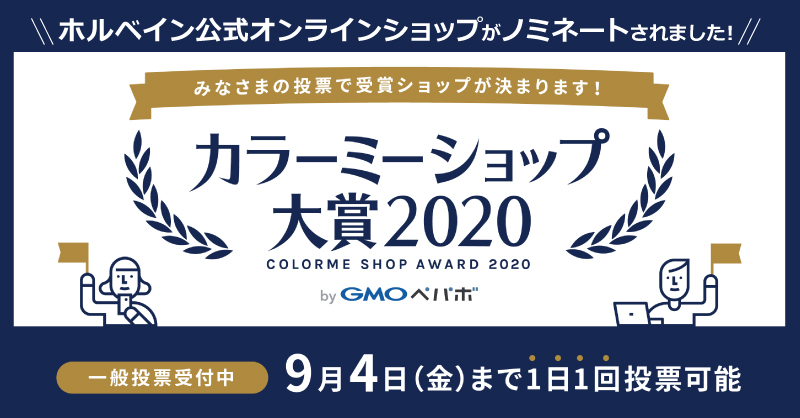 ホルベイン公式オンラインショップがノミネートされました!
みなさまの投票で受賞ショップが決まります!
カラーミーショップ
大賞2020
COLORME SHOP AWARD 2020
by GMOペパボ
一般投票受付中
9月4日(金)まで1日1回投票可能